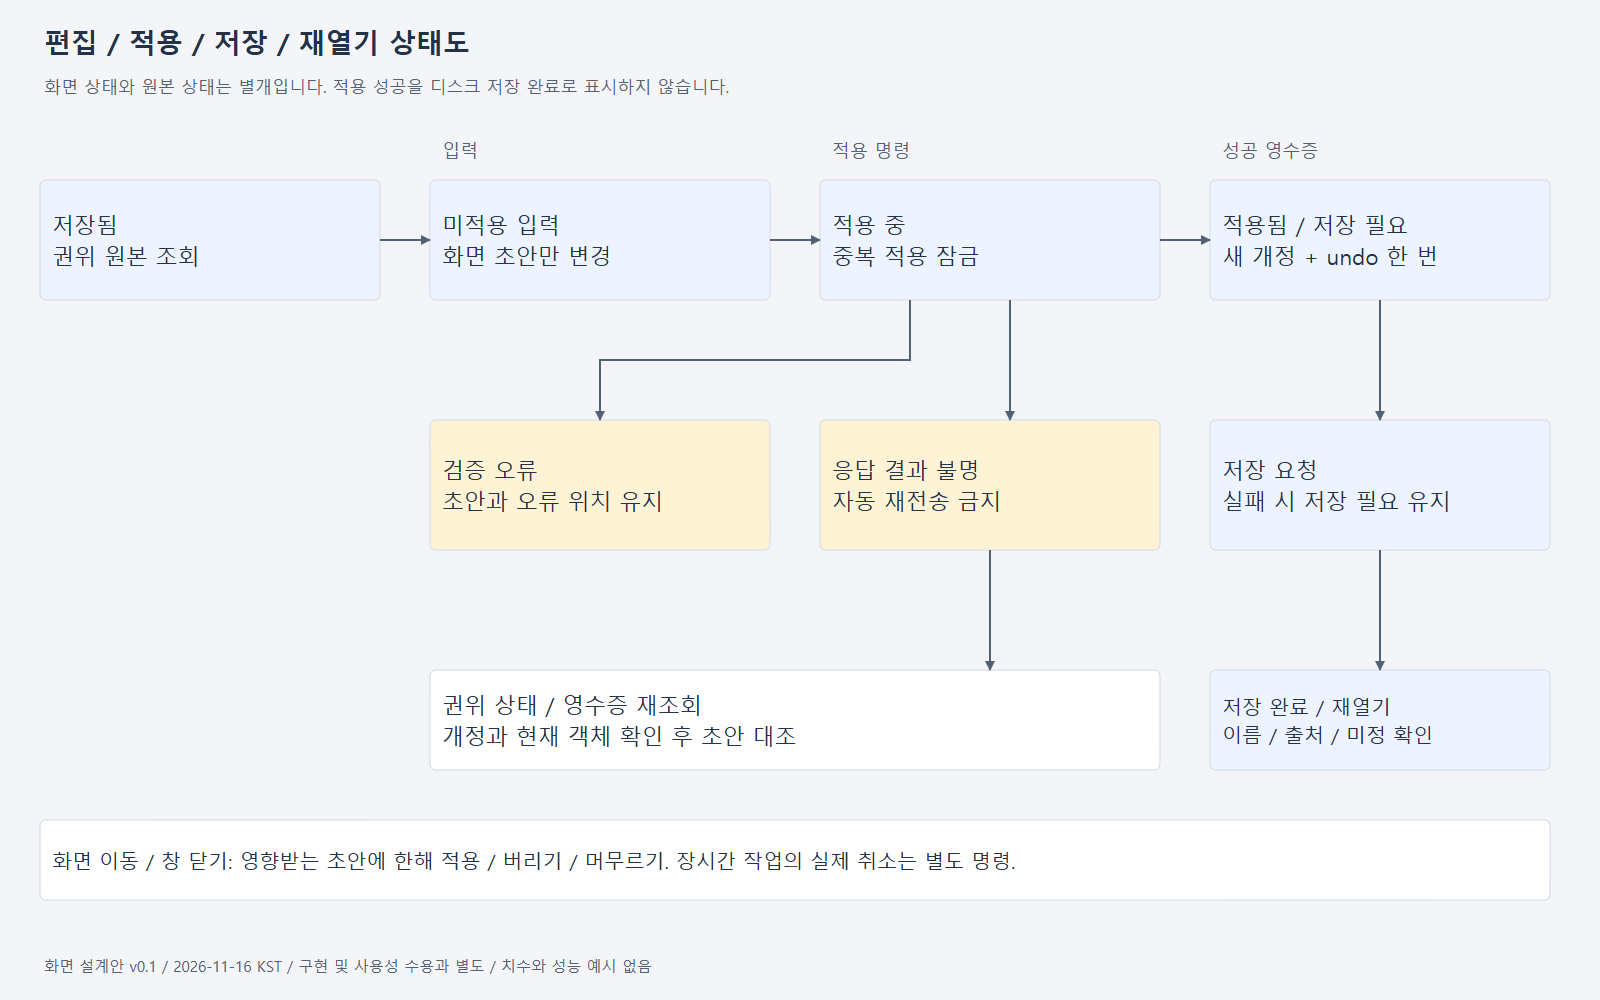 편집 / 적용 / 저장 / 재열기 상태도
화면 상태와 원본 상태는 별개입니다. 적용 성공을 디스크 저장 완료로 표시하지 않습니다.
입력
적용 명령
성공 영수증
저장됨
권위 원본 조회
미적용 입력
화면 초안만 변경
적용 중
중복 적용 잠금
적용됨 / 저장 필요
새 개정 + undo 한 번
검증 오류
초안과 오류 위치 유지
응답 결과 불명
자동 재전송 금지
저장 요청
실패 시 저장 필요 유지
권위 상태 / 영수증 재조회
개정과 현재 객체 확인 후 초안 대조
저장 완료 / 재열기
이름 / 출처 / 미정 확인
화면 이동 / 창 닫기: 영향받는 초안에 한해 적용 / 버리기 / 머무르기. 장시간 작업의 실제 취소는 별도 명령.
화면 설계안 v0.1 / 2026-11-16 KST / 구현 및 사용성 수용과 별도 / 치수와 성능 예시 없음